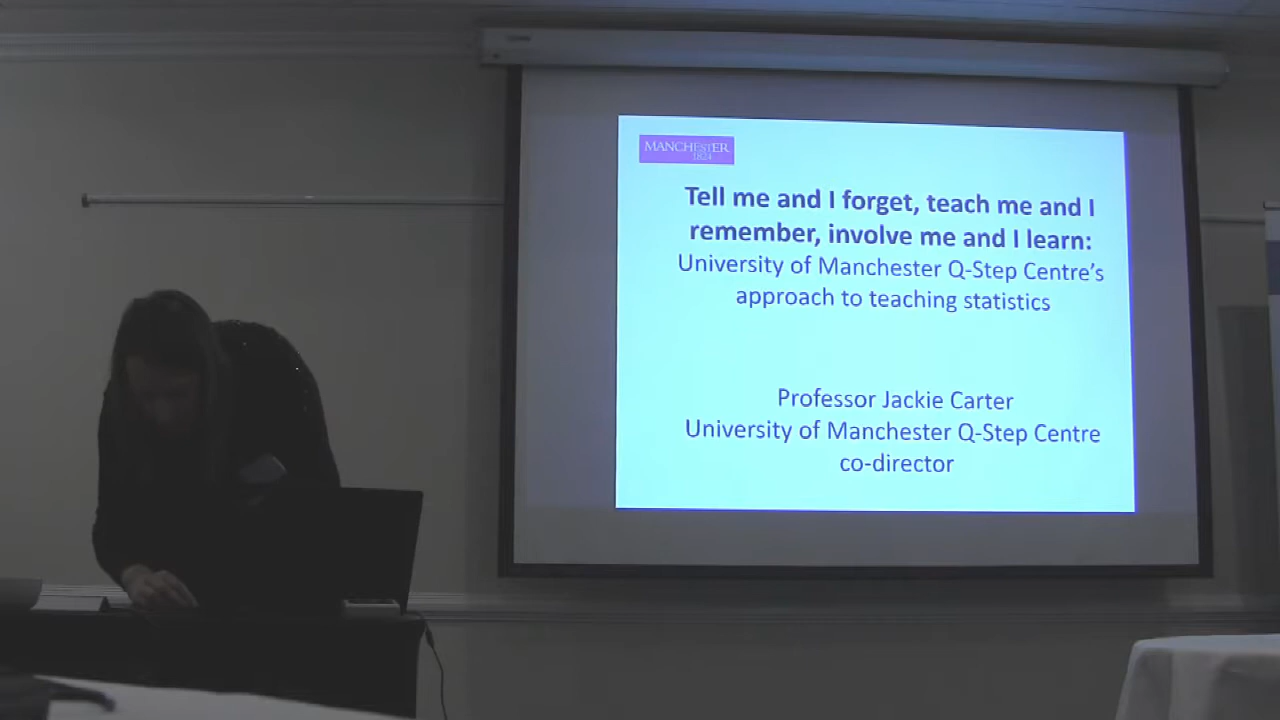 MANCHESTER
1824
Tell me and I forget, teach me and I
remember, involve me and I learn:
University of Manchester Q-Step Centre's
approach to teaching statistics
Professor Jackie Carter
University of Manchester Q-Step Centre
co-director